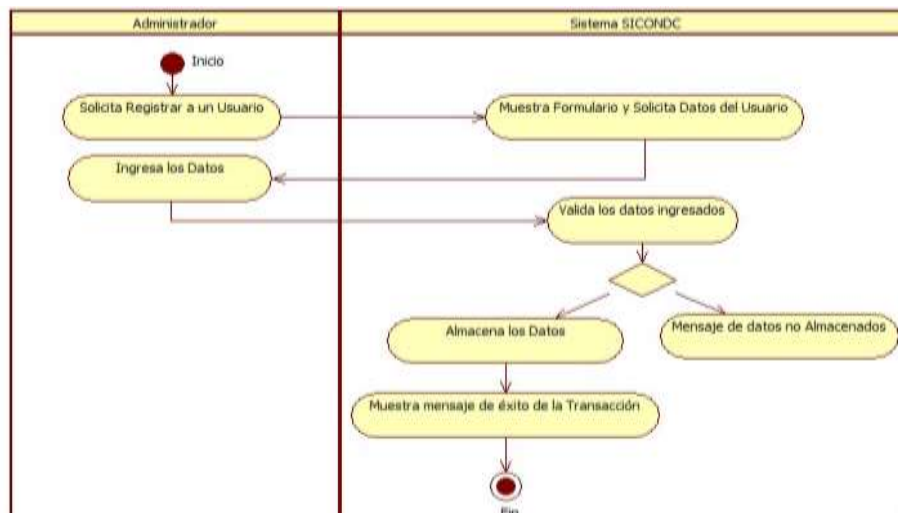 Administrador
Sistema SICONDC
Inicio
Solicita Registrar a un Usuario
Muestra Formulario y Solicita Datos del Usuario
Ingresa los Datos
Valida los datos ingresados
Almacena los Datos
Mensaje de datos no Almacenados
Muestra mensaje de éxito de la Transacción
Fin